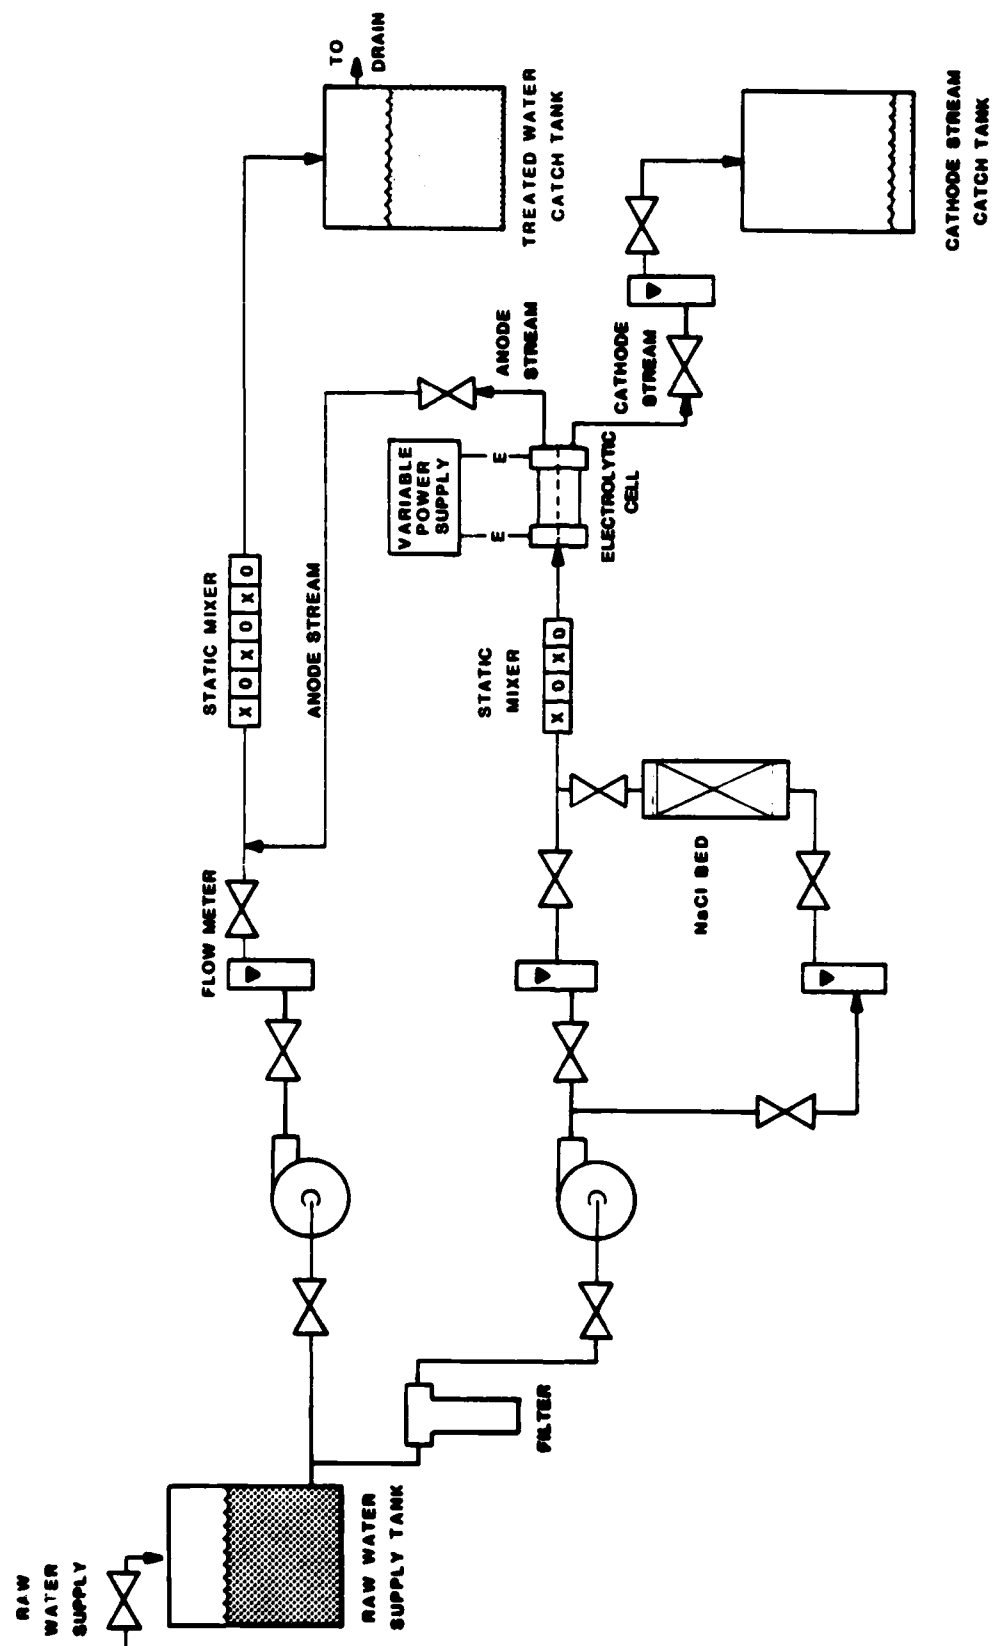 RAW
WATER
SUPPLY
RAW WATER
SUPPLY TANK
FILTER
FLOW METER
STATIC MIXER
X O X O X O
ANODE STREAM
NaCl BED
STATIC
MIXER
X O X O
VARIABLE
POWER
SUPPLY
E
E
ELECTROLYTIC
CELL
ANODE
STREAM
CATHODE
STREAM
TO
DRAIN
TREATED WATER
CATCH TANK
CATHODE STREAM
CATCH TANK